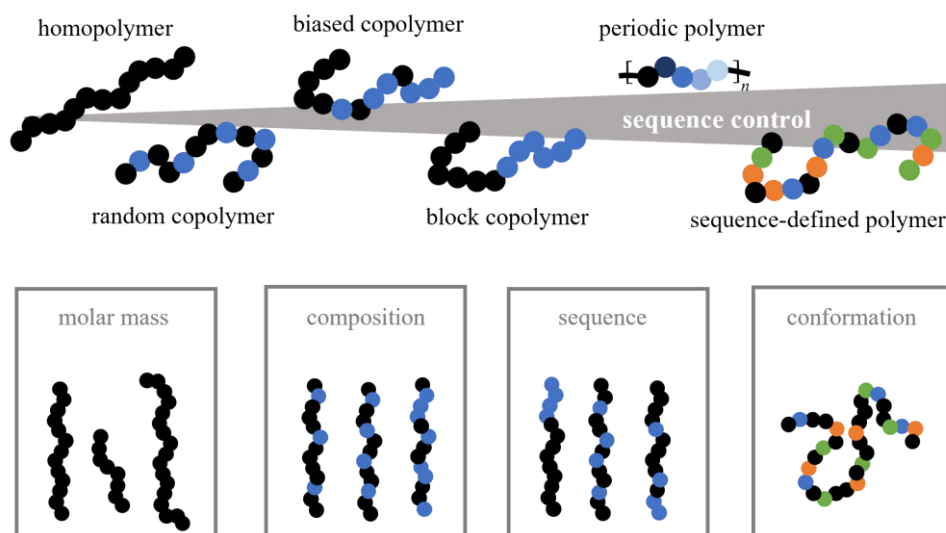 homopolymer
biased copolymer
periodic polymer
[ ]n
sequence control
random copolymer
block copolymer
sequence-defined polymer
molar mass
composition
sequence
conformation